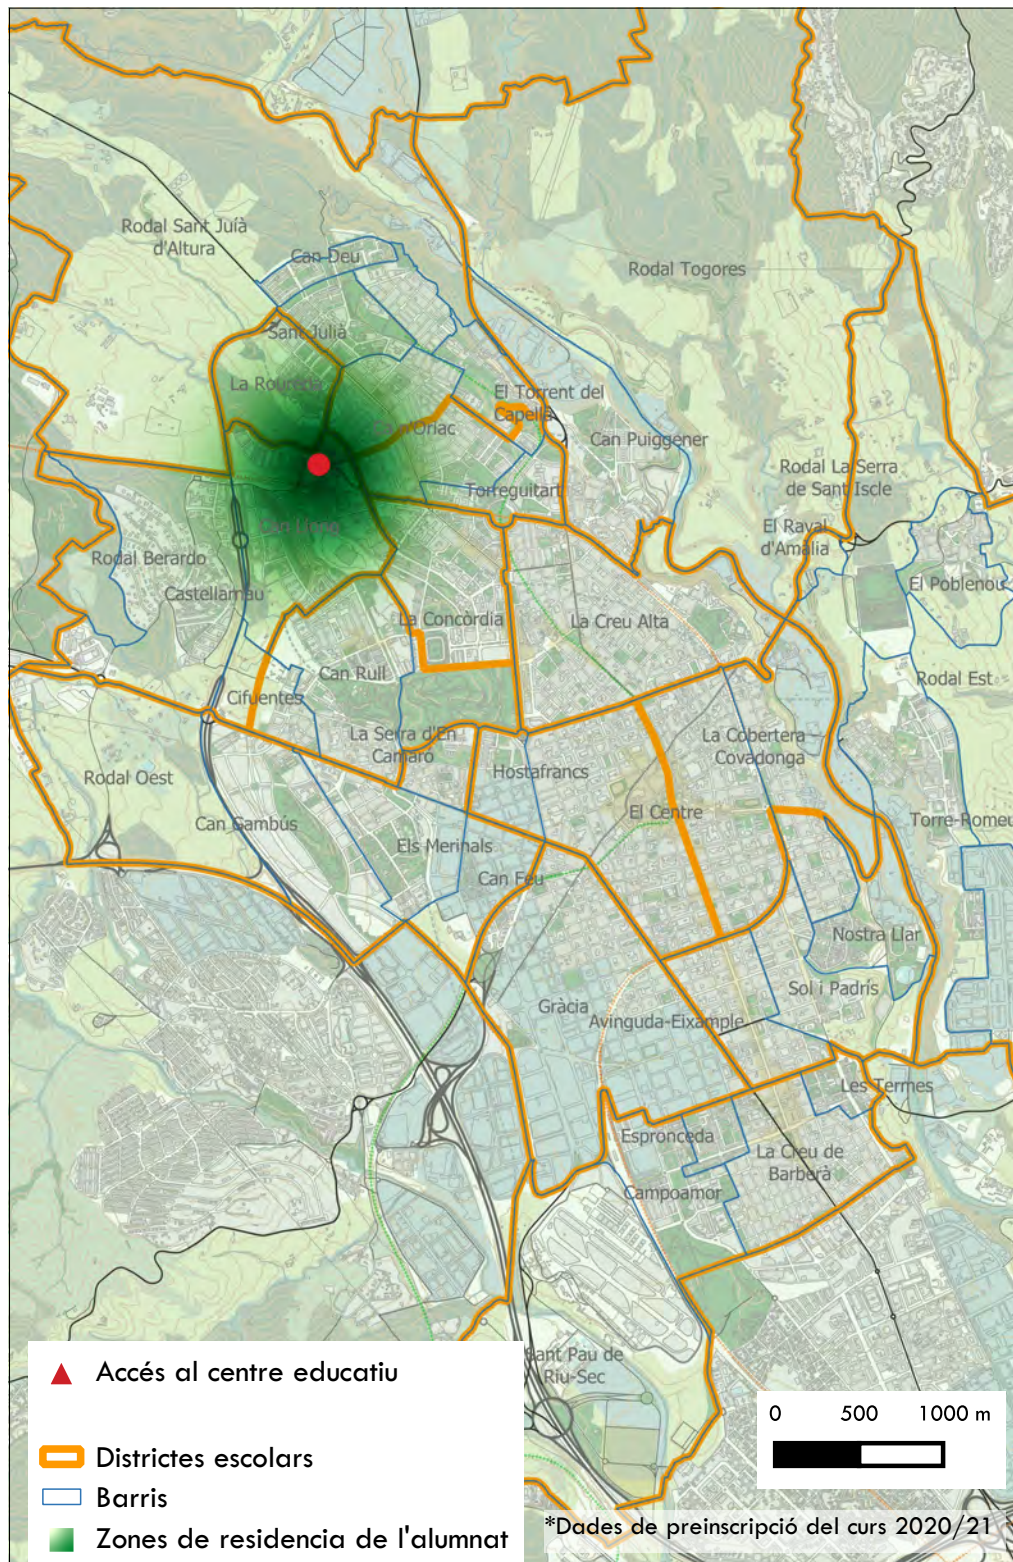 Rodal Sant Juíà
d'Altura
Can Deu
Rodal Togores
Sant Julià
La Roureda
El Torrent del
Capellà
Ca n'Oriac
Can Puiggener
Rodal La Serra
de Sant Iscle
Torreguitart
El Raval
d'Amàlia
Can Llong
Rodal Berardo
El Poblenou
Castellarnau
La Concòrdia
La Creu Alta
Can Rull
Rodal Est
Cifuentes
La Serra d'En
Camaró
La Cobertera
Covadonga
Hostafrancs
Rodal Oest
El Centre
Torre-Romeu
Can Gambús
Els Merinals
Can Feu
Nostra Llar
Sol i Padrís
Gràcia
Avinguda-Eixample
Les Termes
Espronceda
La Creu de
Barberà
Campoamor
Sant Pau de
Riu-Sec
Accés al centre educatiu
Districtes escolars
Barris
Zones de residencia de l'alumnat
0 500 1000 m
*Dades de preinscripció del curs 2020/21